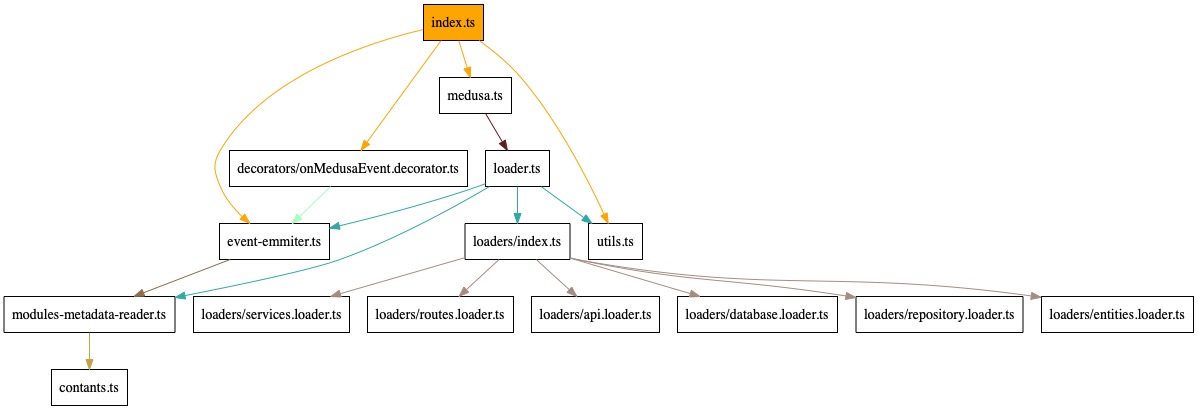 index.ts
medusa.ts
decorators/onMedusaEvent.decorator.ts
loader.ts
event-emmiter.ts
loaders/index.ts
utils.ts
modules-metadata-reader.ts
loaders/services.loader.ts
loaders/routes.loader.ts
loaders/api.loader.ts
loaders/database.loader.ts
loaders/repository.loader.ts
loaders/entities.loader.ts
contants.ts